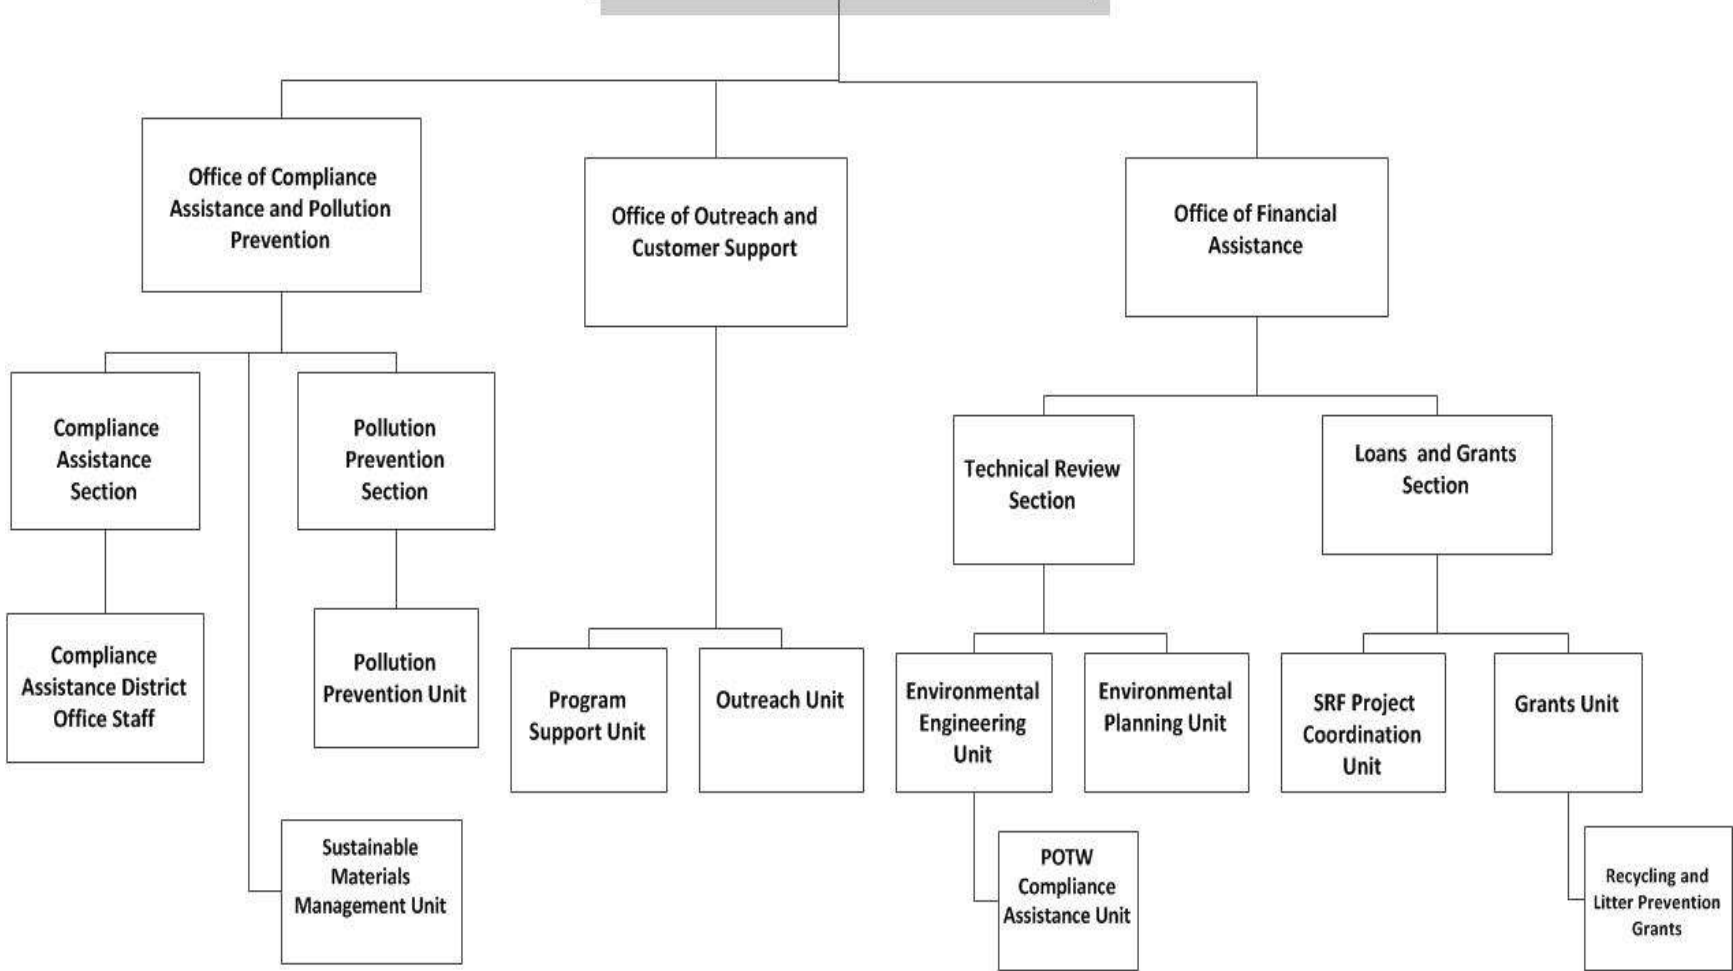 Office of Compliance
Assistance and Pollution
Prevention
Office of Outreach and
Customer Support
Office of Financial
Assistance
Compliance
Assistance
Section
Pollution
Prevention
Section
Technical Review
Section
Loans and Grants
Section
Compliance
Assistance District
Office Staff
Pollution
Prevention Unit
Program
Support Unit
Outreach Unit
Environmental
Engineering
Unit
Environmental
Planning Unit
SRF Project
Coordination
Unit
Grants Unit
Sustainable
Materials
Management Unit
POTW
Compliance
Assistance Unit
Recycling and
Litter Prevention
Grants